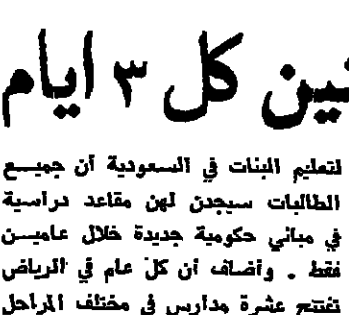 كل ٣ ايام
لتعليم البنات في السعودية أن جميع
الطالبات سيجدن لهن مقاعد دراسية
في مباني حكومية جديدة خلال عامين
فقط . وأضاف أن كل عام في الرياض
تفتتح عشرة مدارس في مختلف المراحل